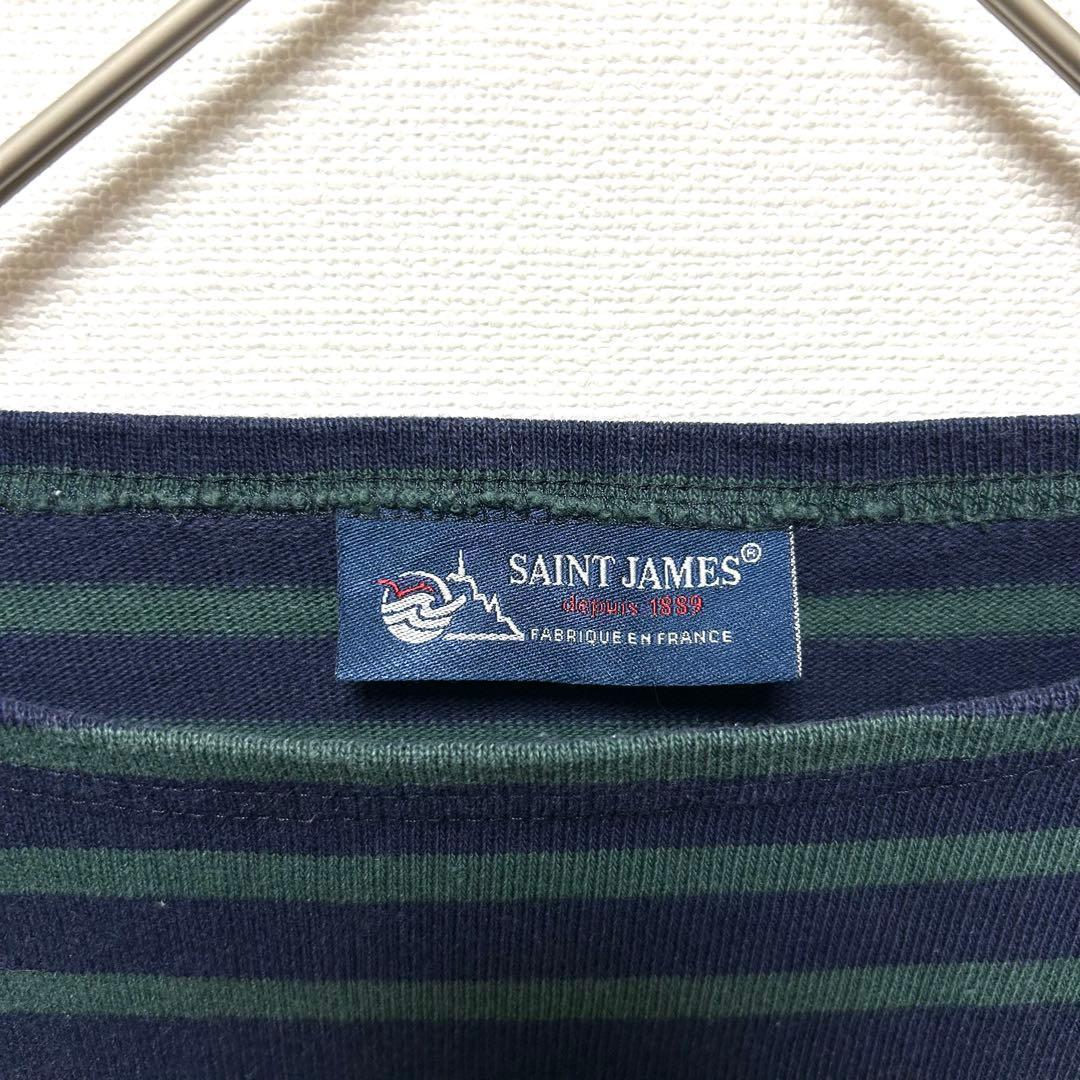 SAINT JAMES®
depuis 1889
FABRIQUE EN FRANCE